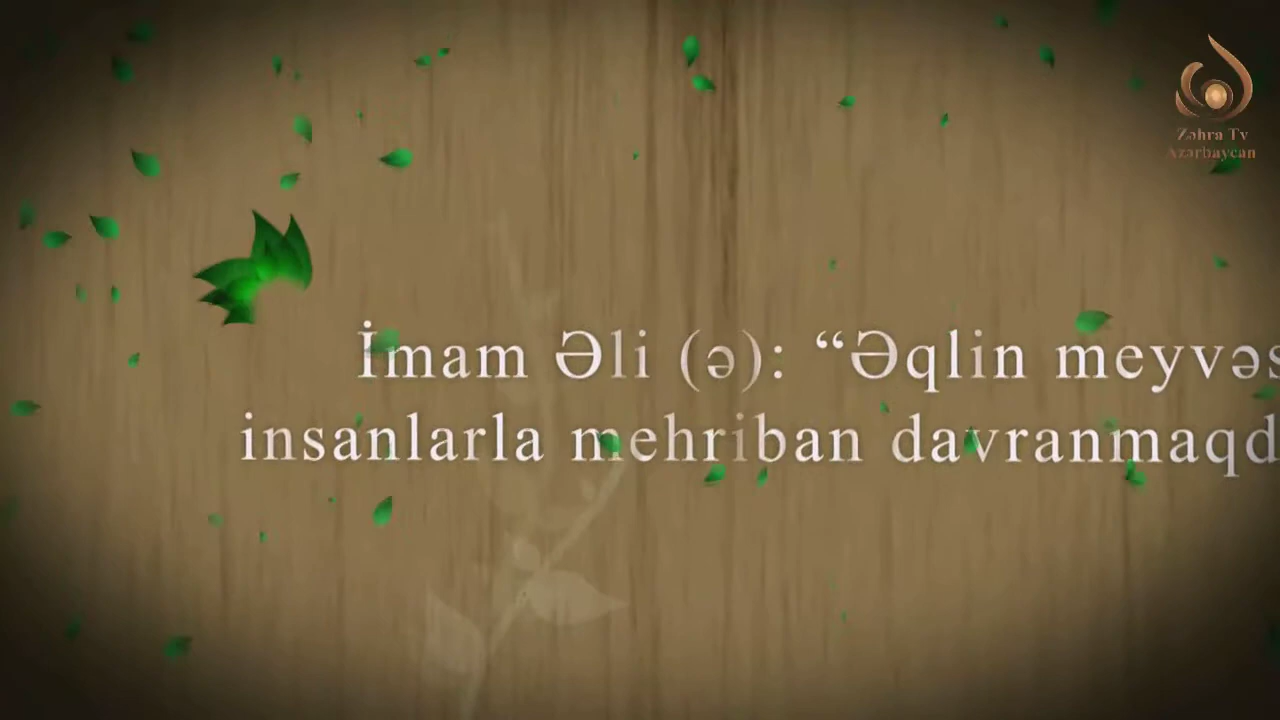 Zəhra Tv
Azərbaycan
İmam Əli (ə): “Əqlin meyvəs
insanlarla mehriban davranmaqd